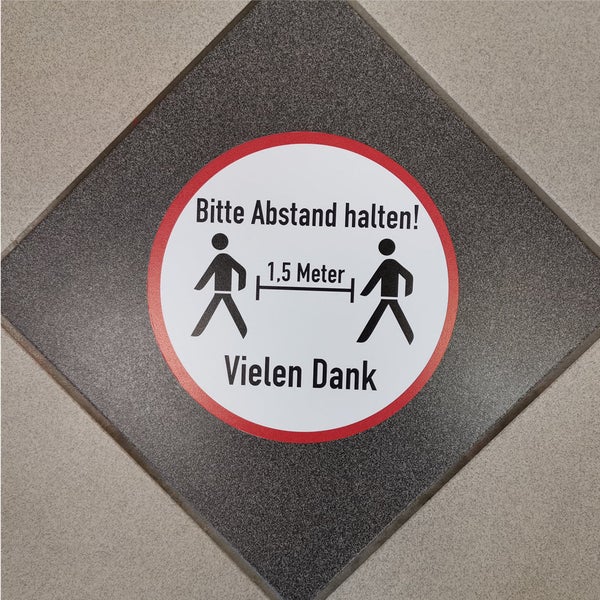 Bitte Abstand halten!
1,5 Meter
Vielen Dank